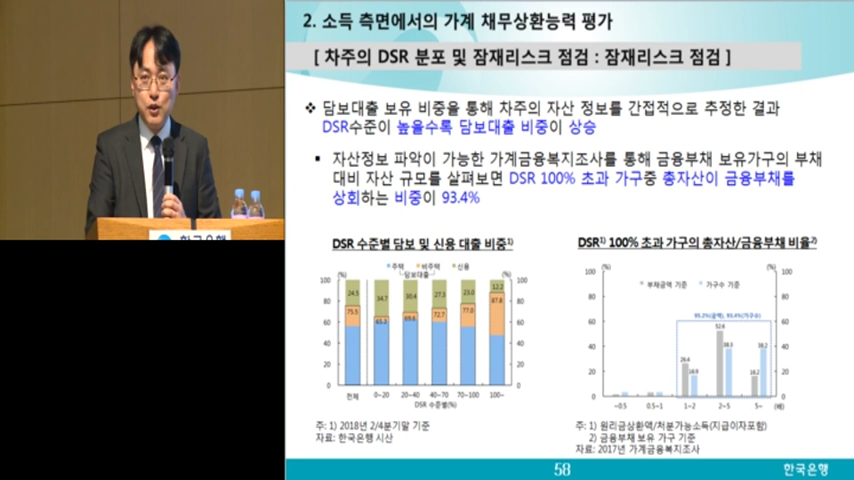 2. 소득 측면에서의 가계 채무상환능력 평가
[ 차주의 DSR 분포 및 잠재리스크 점검 : 잠재리스크 점검 ]
❖ 담보대출 보유 비중을 통해 차주의 자산 정보를 간접적으로 추정한 결과
DSR수준이 높을수록 담보대출 비중이 상승
▪ 자산정보 파악이 가능한 가계금융복지조사를 통해 금융부채 보유가구의 부채
대비 자산 규모를 살펴보면 DSR 100% 초과 가구중 총자산이 금융부채를
상회하는 비중이 93.4%
DSR 수준별 담보 및 신용 대출 비중1)
주택 비주택 신용
담보대출
(%) (%)
100 24.5 34.7 30.4 27.3 23.0 12.2 100
80 75.5 65.3 69.6 72.7 77.0 87.8 80
60 60
40 40
20 20
0 0
전체 0~20 20~40 40~70 70~100 100~
DSR 수준별(%)
주: 1) 2018년 2/4분기말 기준
자료: 한국은행 시산
DSR1) 100% 초과 가구의 총자산/금융부채 비율2)
(%) (%)
100 100
부채금액 기준 가구수 기준
80 80
95.2%(금액), 93.4%(가구수)
60 60
52.6
40 38.3 38.2 40
26.4
20 16.9 16.2 20
0 0
~0.5 0.5~1 1~2 2~5 5~ (배)
주: 1) 원리금상환액/처분가능소득(지급이자포함)
2) 금융부채 보유 가구 기준
자료: 2017년 가계금융복지조사
58
한국은행
한국은행